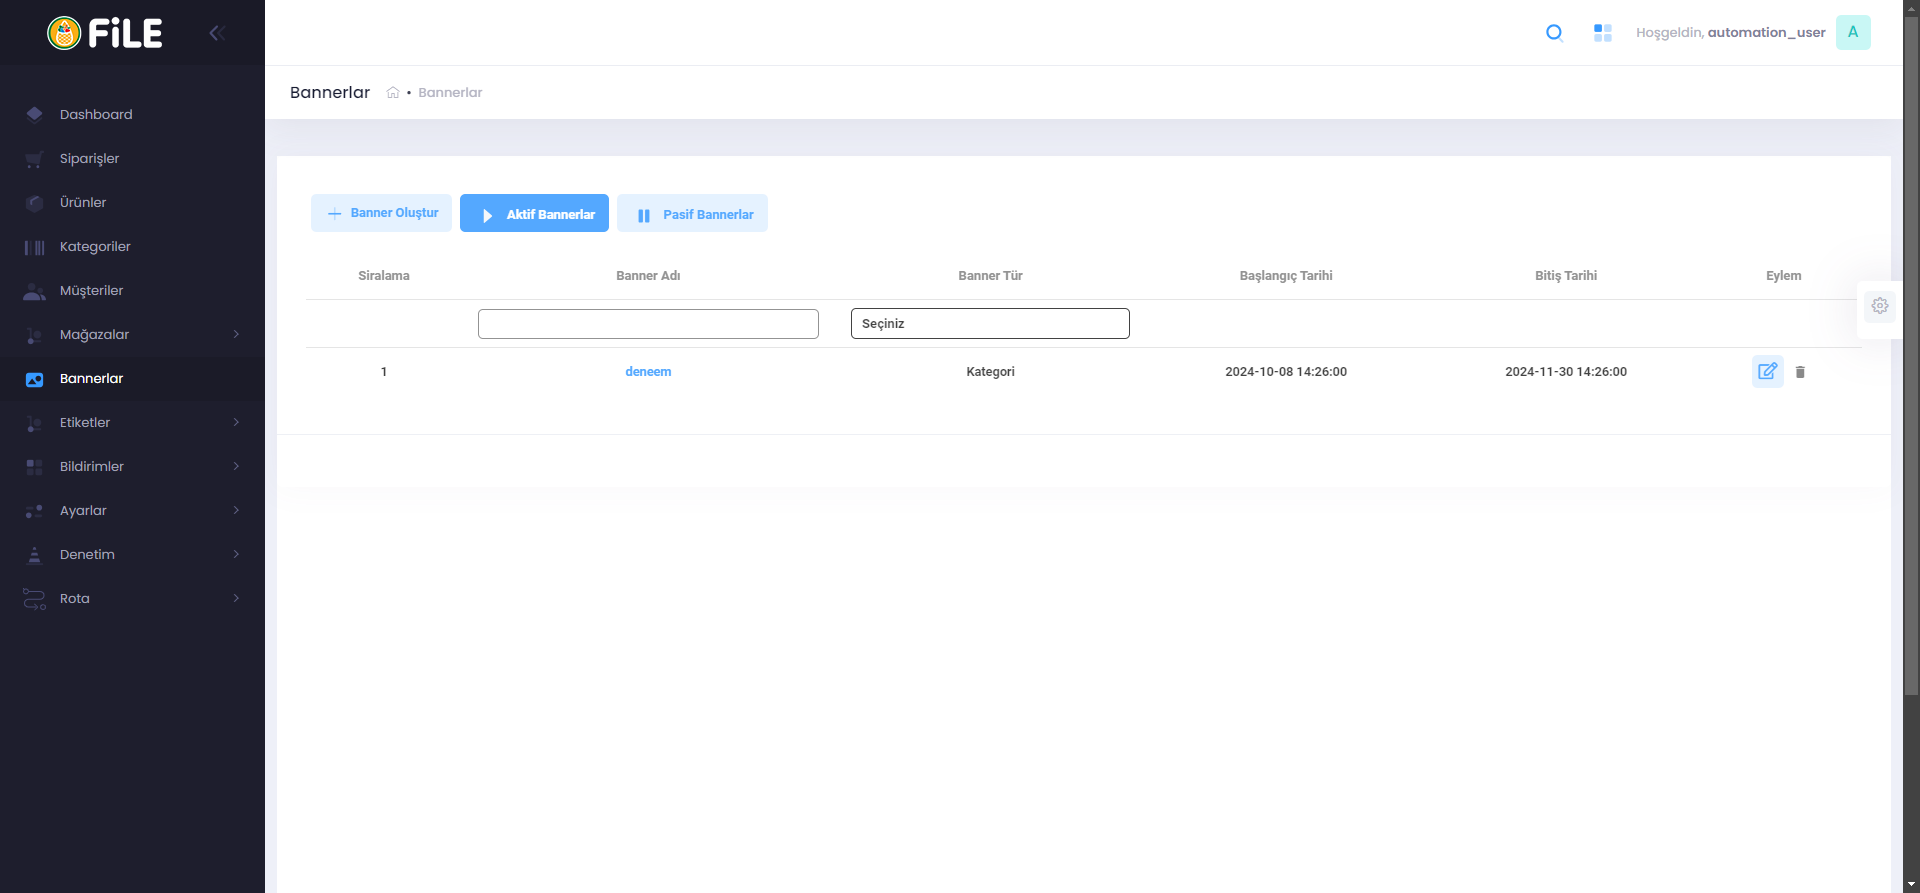 FiLE
Hoşgeldin, automation_user
A
Bannerlar
Bannerlar
Dashboard
Siparişler
Ürünler
Kategoriler
Müşteriler
Mağazalar
Bannerlar
Etiketler
Bildirimler
Ayarlar
Denetim
Rota
Banner Oluştur
Aktif Bannerlar
Pasif Bannerlar
Siralama Banner Adı Banner Tür Başlangıç Tarihi Bitiş Tarihi Eylem
Seçiniz
1 deneem Kategori 2024-10-08 14:26:00 2024-11-30 14:26:00